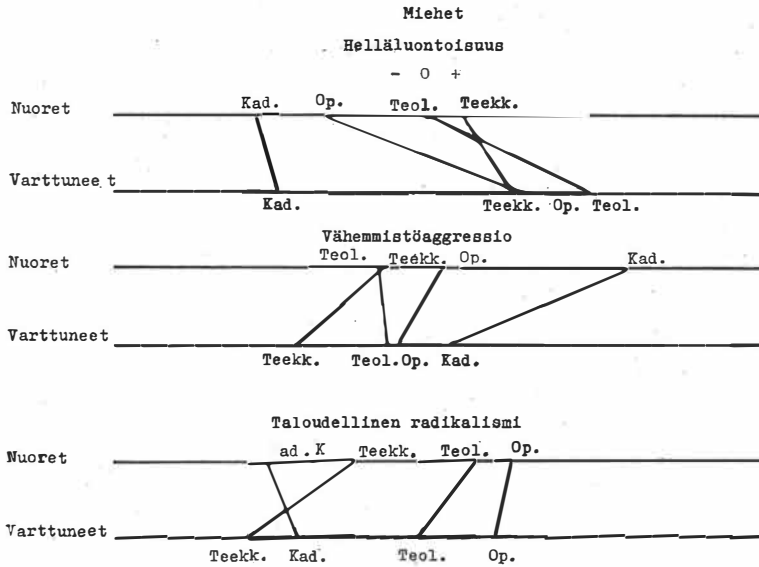 Miehet
Helläluontoisuus
- 0 +
Nuoret Kad. Op. Teol. Teekk.
Varttuneet
Kad. Teekk. Op. Teol.
Vähemmistöaggressio
Nuoret Teol. Teekk. Op. Kad.
Varttuneet
Teekk. Teol. Op. Kad.
Taloudellinen radikalismi
Nuoret ad. K Teekk. Teol. Op.
Varttuneet
Teekk. Kad. Teol. Op.